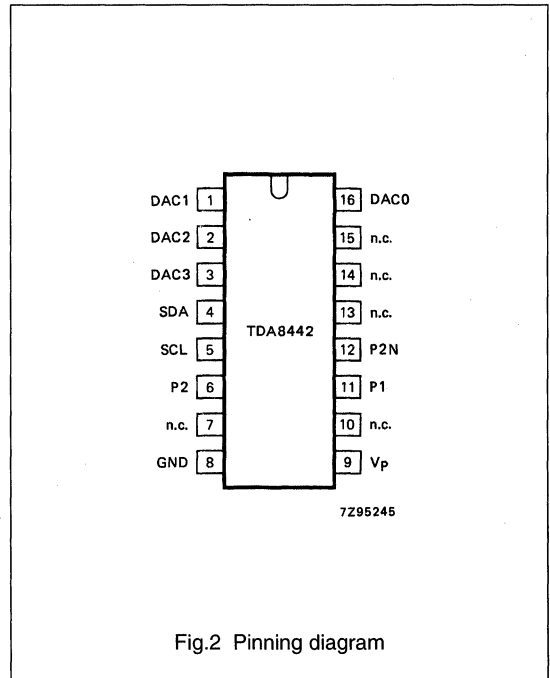 DAC1 1 16 DAC0
DAC2 2 15 n.c.
DAC3 3 14 n.c.
SDA 4 13 n.c.
TDA8442
SCL 5 12 P2N
P2 6 11 P1
n.c. 7 10 n.c.
GND 8 9 Vp
7Z95245
Fig.2 Pinning diagram